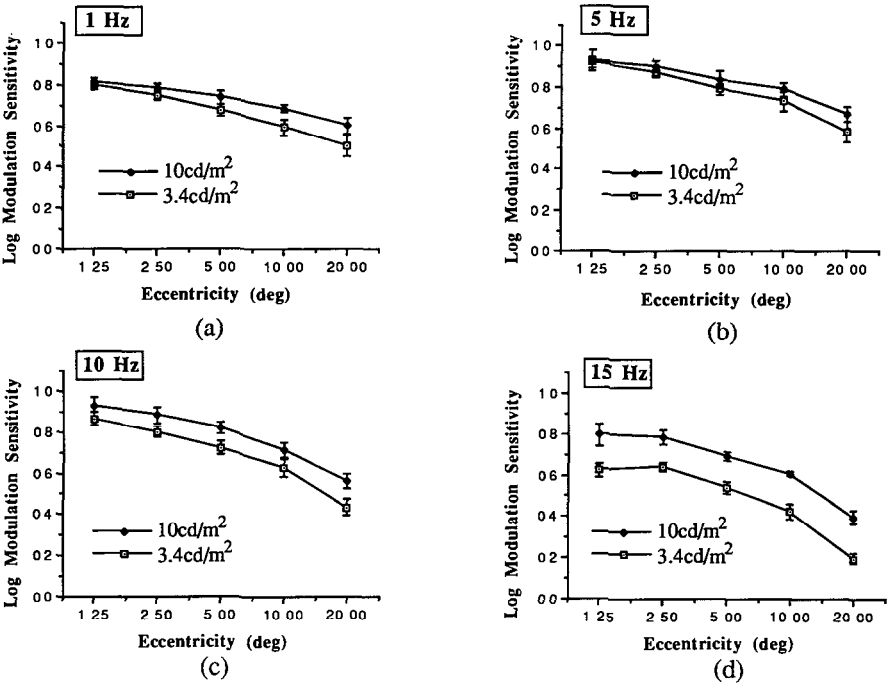 1 Hz
Log Modulation Sensitivity
1 0
0 8
0 6
0 4
0 2
0 0
10cd/m2
3.4cd/m2
1 25 2 50 5 00 10 00 20 00
Eccentricity (deg)
(a)
5 Hz
Log Modulation Sensitivity
1 0
0.8
0 6
0 4
0 2
0 0
10cd/m2
3.4cd/m2
1 25 2 50 5 00 10 00 20 00
Eccentricity (deg)
(b)
10 Hz
Log Modulation Sensitivity
1 0
0 8
0 6
0 4
0 2
0 0
10cd/m2
3.4cd/m2
1 25 2 50 5 00 10 00 20 00
Eccentricity (deg)
(c)
15 Hz
Log Modulation Sensitivity
1 0
0.8
0 6
0 4
0 2
0 0
10cd/m2
3.4cd/m2
1 25 2 50 5 00 10 00 20 00
Eccentricity (deg)
(d)